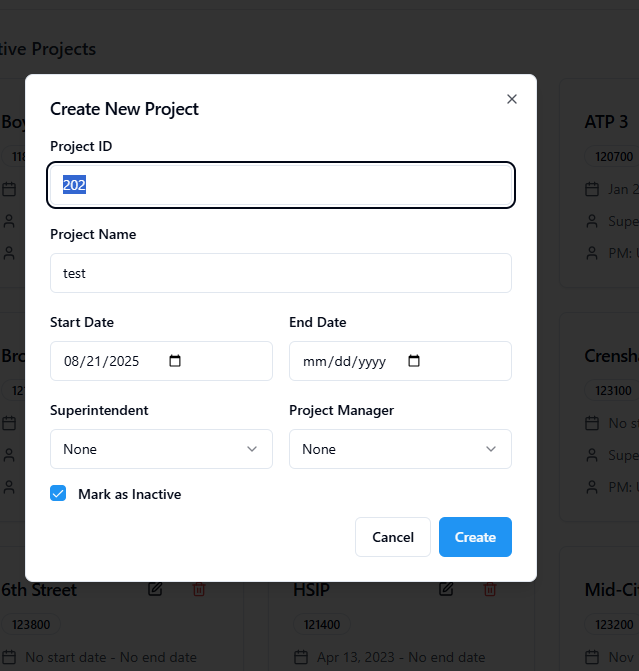 tive Projects
Create New Project
Boy
ATP 3
Project ID
118
120700
202
Jan 2
Supe
Project Name
PM:
test
Start Date
End Date
08/21/2025
mm/dd/yyyy
Bro
Crensh
123100
Superintendent
Project Manager
No st
None
None
Supe
PM:
Mark as Inactive
Cancel
Create
6th Street
HSIP
Mid-Ci
123800
121400
123200
No start date - No end date
Apr 13, 2023 - No end date
Nov